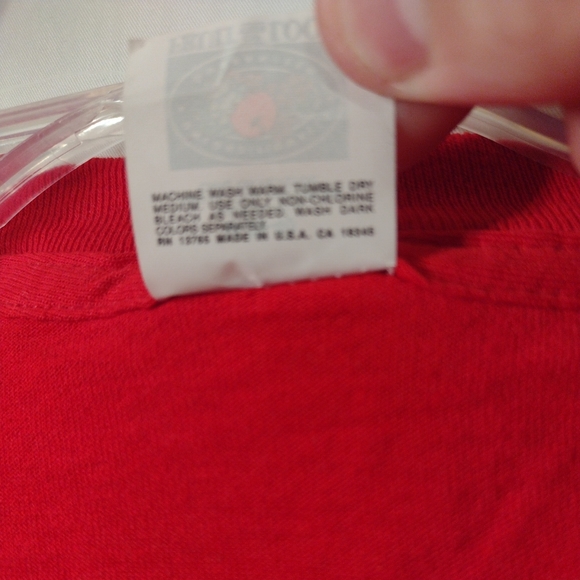 MACHINE WASH WARM. TUMBLE DRY
MEDIUM. USE ONLY NON-CHLORINE
BLEACH AS NEEDED. WASH DARK
COLORS SEPARATELY.
RN 13765 MADE IN U.S.A. CA 19345